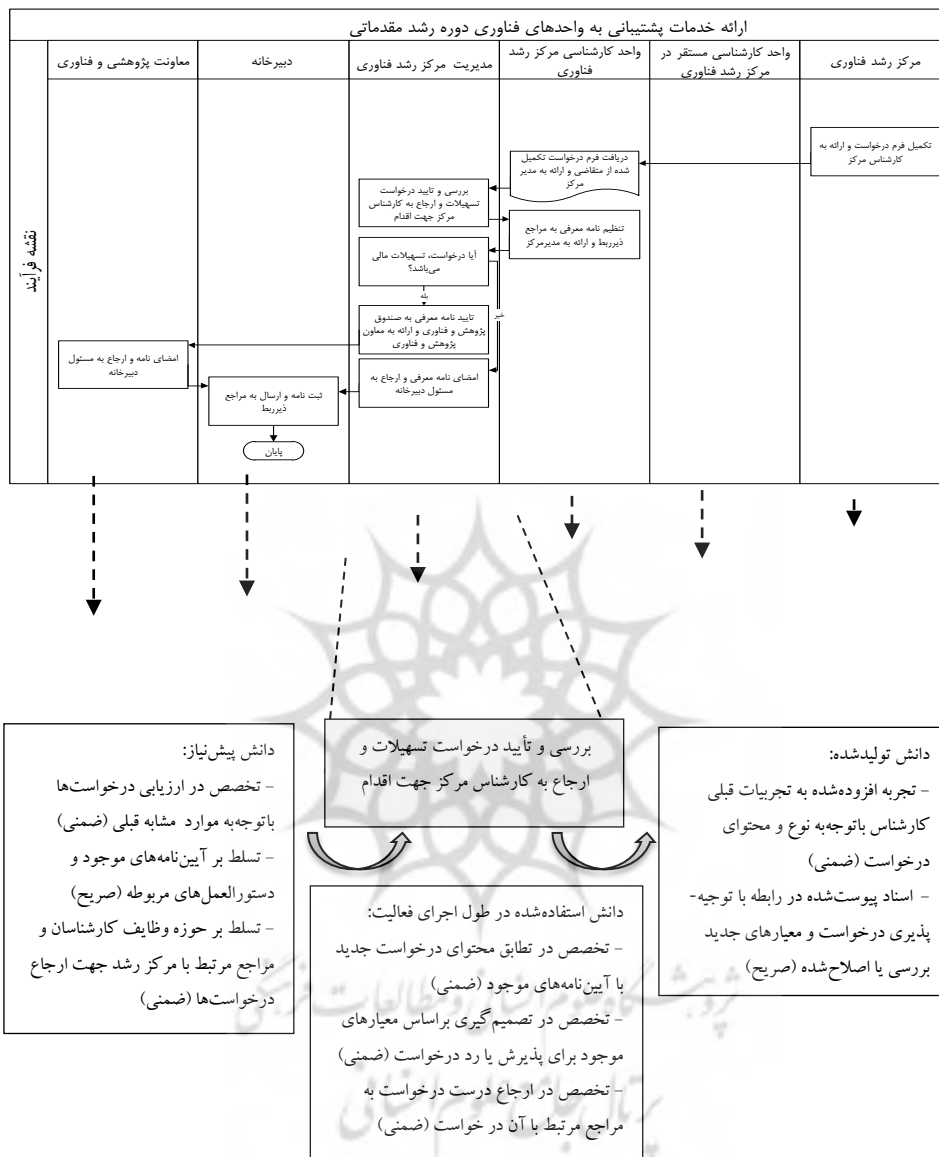 ارائه خدمات پشتیبانی به واحدهای فناوری دوره رشد مقدماتی
مرکز رشد فناوری
واحد کارشناسی مستقر در
مرکز رشد فناوری
واحد کارشناسی مرکز رشد
فناوری
مدیریت مرکز رشد فناوری
دبیرخانه
معاونت پژوهشی و فناوری
نقشه فرآیند
تکمیل فرم درخواست و ارائه به
کارشناس مرکز
دریافت فرم درخواست تکمیل
شده از متقاضی و ارائه به مدیر
مرکز
بررسی و تایید درخواست
تسهیلات و ارجاع به کارشناس
مرکز جهت اقدام
تنظیم نامه معرفی به مراجع
ذیرربط و ارائه به مدیرمرکز
آیا درخواست، تسهیلات مالی
می‌باشد؟
بله
خیر
تایید نامه معرفی به صندوق
پژوهش و فناوری و ارائه به معاون
پژوهش و فناوری
امضای نامه و ارجاع به مسئول
دبیرخانه
امضای نامه معرفی و ارجاع به
مسئول دبیرخانه
ثبت نامه و ارسال به مراجع
ذیرربط
پایان
بررسی و تأیید درخواست تسهیلات و
ارجاع به کارشناس مرکز جهت اقدام
دانش پیش‌نیاز:
- تخصص در ارزیابی درخواست‌ها
باتوجه‌به موارد مشابه قبلی (ضمنی)
- تسلط بر آیین‌نامه‌های موجود و
دستورالعمل‌های مربوطه (صریح)
- تسلط بر حوزه وظایف کارشناسان و
مراجع مرتبط با مرکز رشد جهت ارجاع
درخواست‌ها (ضمنی)
دانش استفاده‌شده در طول اجرای فعالیت:
- تخصص در تطابق محتوای درخواست جدید
با آیین‌نامه‌های موجود (ضمنی)
- تخصص در تصمیم‌گیری براساس معیارهای
موجود برای پذیرش یا رد درخواست (ضمنی)
- تخصص در ارجاع درست درخواست به
مراجع مرتبط با آن در خواست (ضمنی)
دانش تولیدشده:
- تجربه افزوده‌شده به تجربیات قبلی
کارشناس باتوجه‌به نوع و محتوای
درخواست (ضمنی)
- اسناد پیوست‌شده در رابطه با توجیه-
پذیری درخواست و معیارهای جدید
بررسی یا اصلاح‌شده (صریح)
پژوهشگاه علوم انسانی و مطالعات فرهنگی
پرتال جامع علوم انسانی